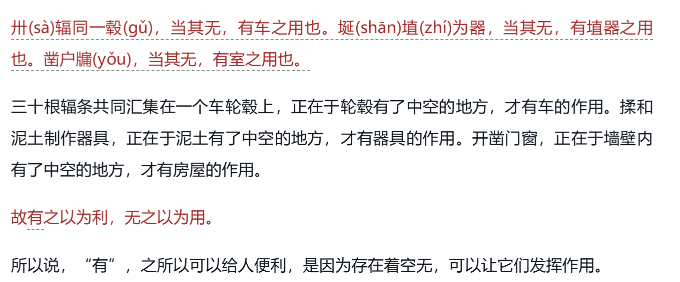 卅(sà)辐同一毂(gǔ)，当其无，有车之用也。埏(shān)埴(zhí)为器，当其无，有埴器之用
也。凿户牖(yǒu)，当其无，有室之用也。
三十根辐条共同汇集在一个车轮毂上，正在于轮毂有了中空的地方，才有车的作用。揉和
泥土制作器具，正在于泥土有了中空的地方，才有器具的作用。开凿门窗，正在于墙壁内
有了中空的地方，才有房屋的作用。
故有之以为利，无之以为用。
所以说，“有”，之所以可以给人便利，是因为存在着空无，可以让它们发挥作用。